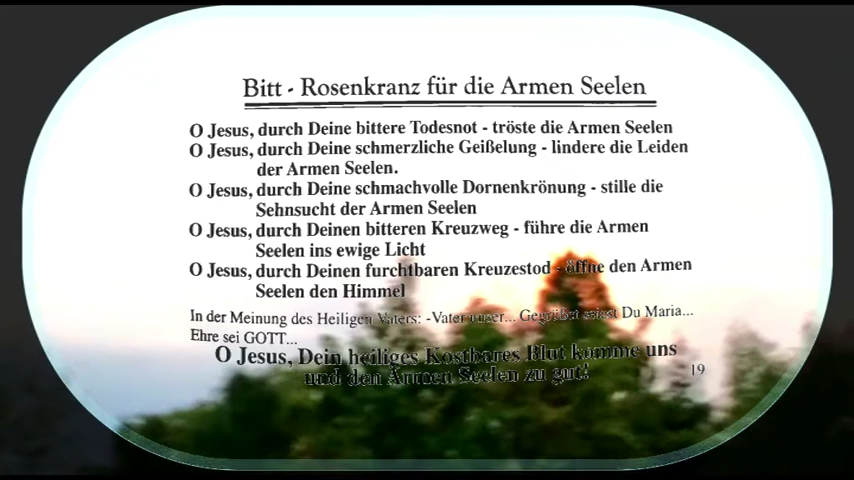 Bitt - Rosenkranz für die Armen Seelen
O Jesus, durch Deine bittere Todesnot - tröste die Armen Seelen
O Jesus, durch Deine schmerzliche Geißelung - lindere die Leiden
der Armen Seelen.
O Jesus, durch Deine schmachvolle Dornenkrönung - stille die
Sehnsucht der Armen Seelen
O Jesus, durch Deinen bitteren Kreuzweg - führe die Armen
Seelen ins ewige Licht
O Jesus, durch Deinen furchtbaren Kreuzestod - öffne den Armen
Seelen den Himmel
In der Meinung des Heiligen Vaters: -Vater unser... Gegrüßet seist Du Maria...
Ehre sei GOTT...
O Jesus, Dein heiliges Kostbares Blut komme uns
und den Armen Seelen zu gut!
19